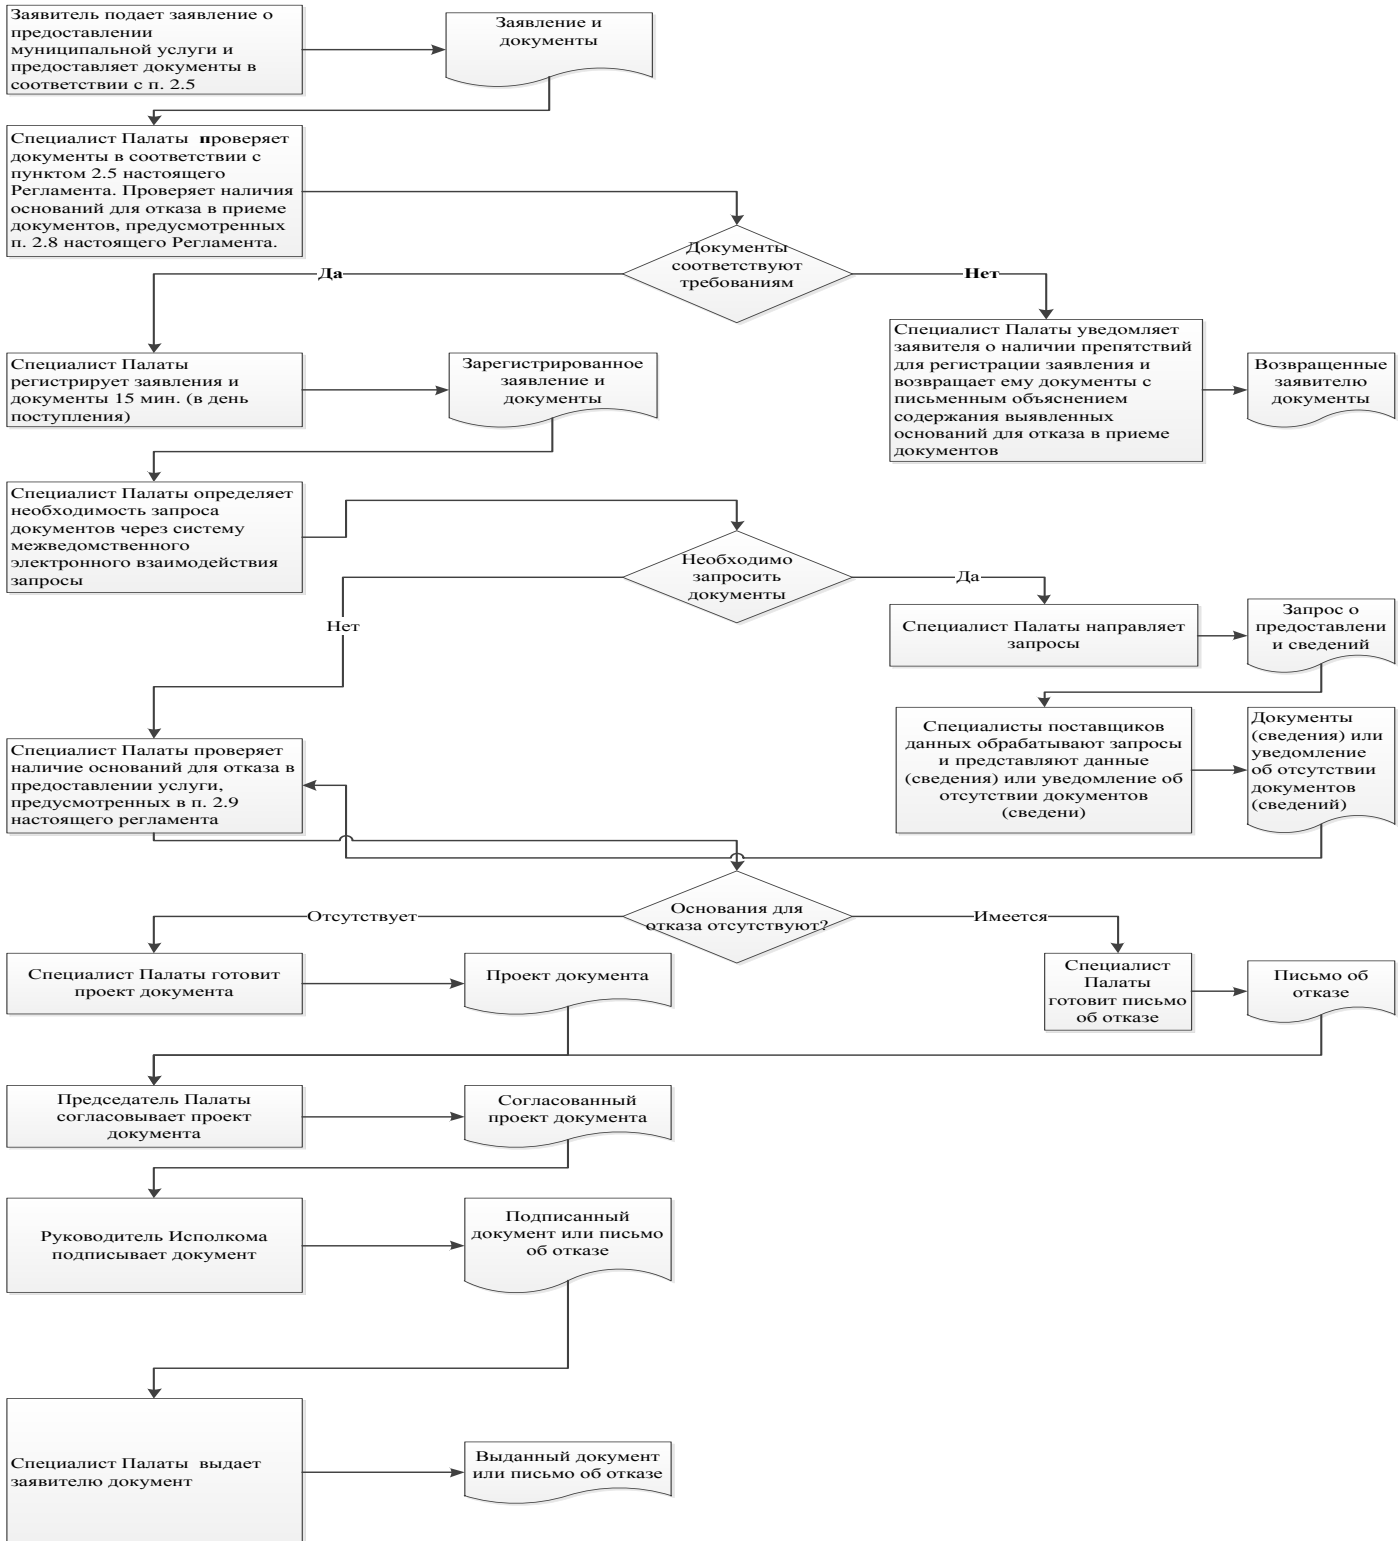 Заявитель подает заявление о
предоставлении
муниципальной услуги и
предоставляет документы в
соответствии с п. 2.5
Заявление и
документы
Специалист Палаты проверяет
документы в соответствии с
пунктом 2.5 настоящего
Регламента. Проверяет наличия
оснований для отказа в приеме
документов, предусмотренных
п. 2.8 настоящего Регламента.
Документы
соответствуют
требованиям
Да
Нет
Специалист Палаты
регистрирует заявления и
документы 15 мин. (в день
поступления)
Зарегистрированное
заявление и
документы
Специалист Палаты уведомляет
заявителя о наличии препятствий
для регистрации заявления и
возвращает ему документы с
письменным объяснением
содержания выявленных
оснований для отказа в приеме
документов
Возвращенные
заявителю
документы
Специалист Палаты определяет
необходимость запроса
документов через систему
межведомственного
электронного взаимодействия
запросы
Необходимо
запросить
документы
Да
Нет
Специалист Палаты направляет
запросы
Запрос о
предоставлени
и сведений
Специалисты поставщиков
данных обрабатывают запросы
и представляют данные
(сведения) или уведомление об
отсутствии документов
(сведени)
Документы
(сведения) или
уведомление
об отсутствии
документов
(сведений)
Специалист Палаты проверяет
наличие оснований для отказа в
предоставлении услуги,
предусмотренных в п. 2.9
настоящего регламента
Основания для
отказа отсутствуют?
Отсутствует
Имеется
Специалист Палаты готовит
проект документа
Проект документа
Специалист
Палаты
готовит письмо
об отказе
Письмо об
отказе
Председатель Палаты
согласовывает проект
документа
Согласованный
проект документа
Руководитель Исполкома
подписывает документ
Подписанный
документ или письмо
об отказе
Специалист Палаты выдает
заявителю документ
Выданный документ
или письмо об отказе